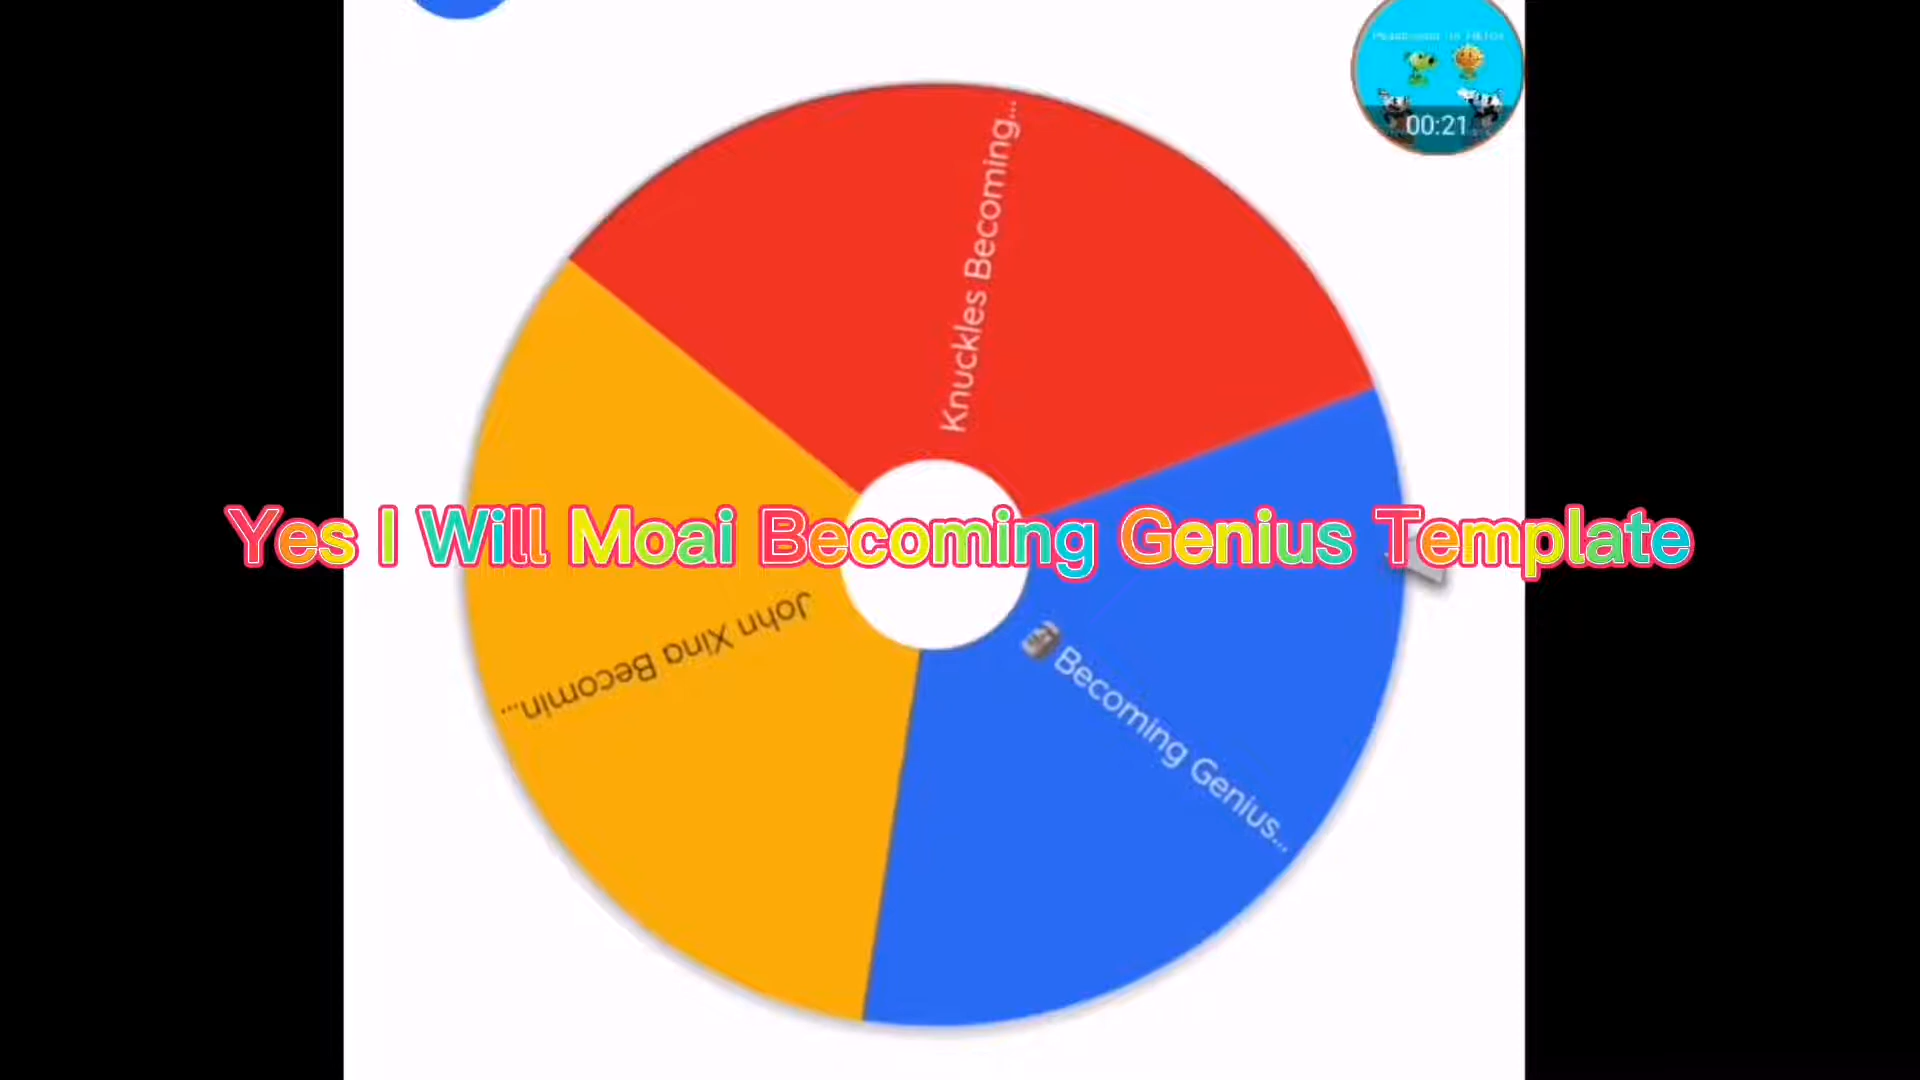 00:21
Knuckles Becoming...
Yes I Will Moai Becoming Genius Template
John Xina Becomin...
🗿 Becoming Genius...